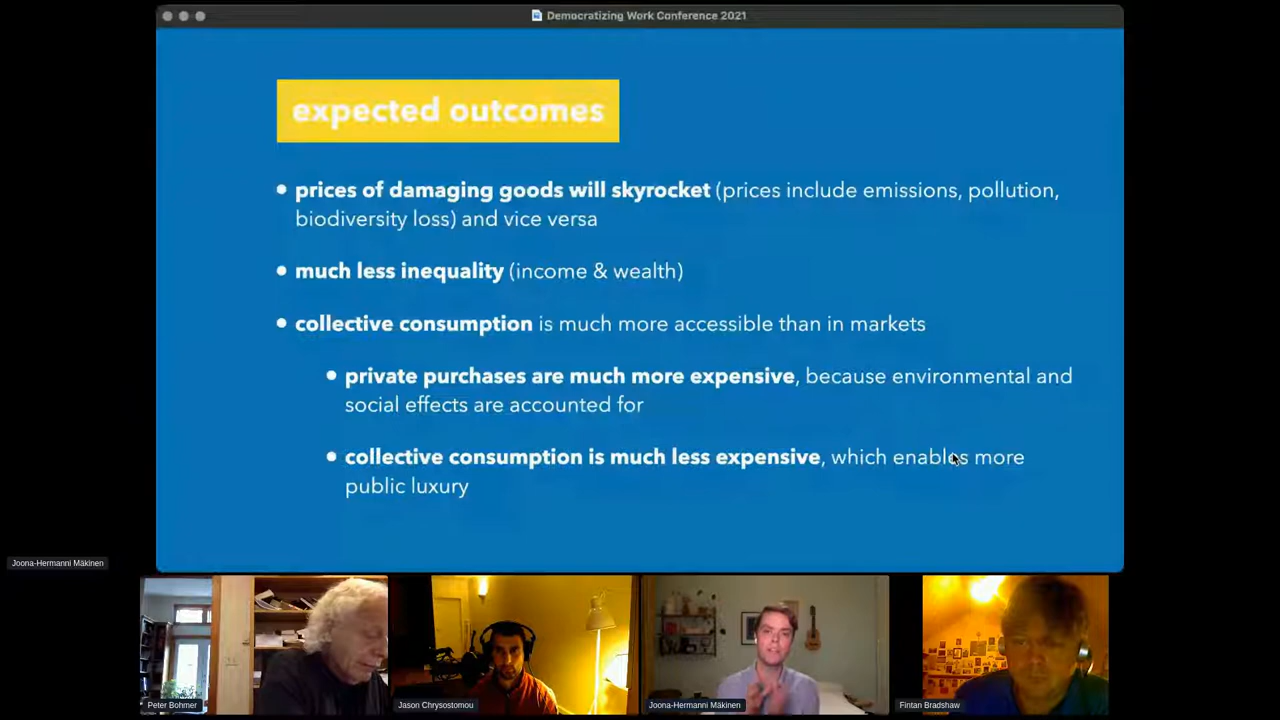 Democratizing Work Conference 2021
expected outcomes
• prices of damaging goods will skyrocket (prices include emissions, pollution,
biodiversity loss) and vice versa
• much less inequality (income & wealth)
• collective consumption is much more accessible than in markets
• private purchases are much more expensive, because environmental and
social effects are accounted for
• collective consumption is much less expensive, which enables more
public luxury
Joona-Hermanni Mäkinen
Peter Bohmer
Jason Chrysostomou
Joona-Hermanni Mäkinen
Fintan Bradshaw